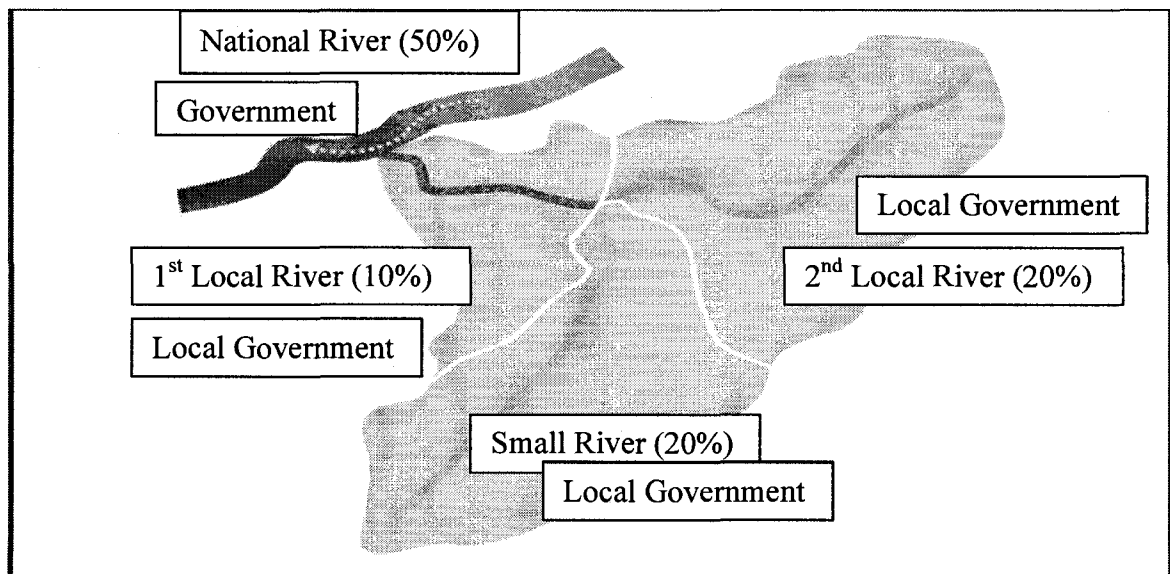 National River (50%)
Government
Local Government
1st Local River (10%)
2nd Local River (20%)
Local Government
Small River (20%)
Local Government